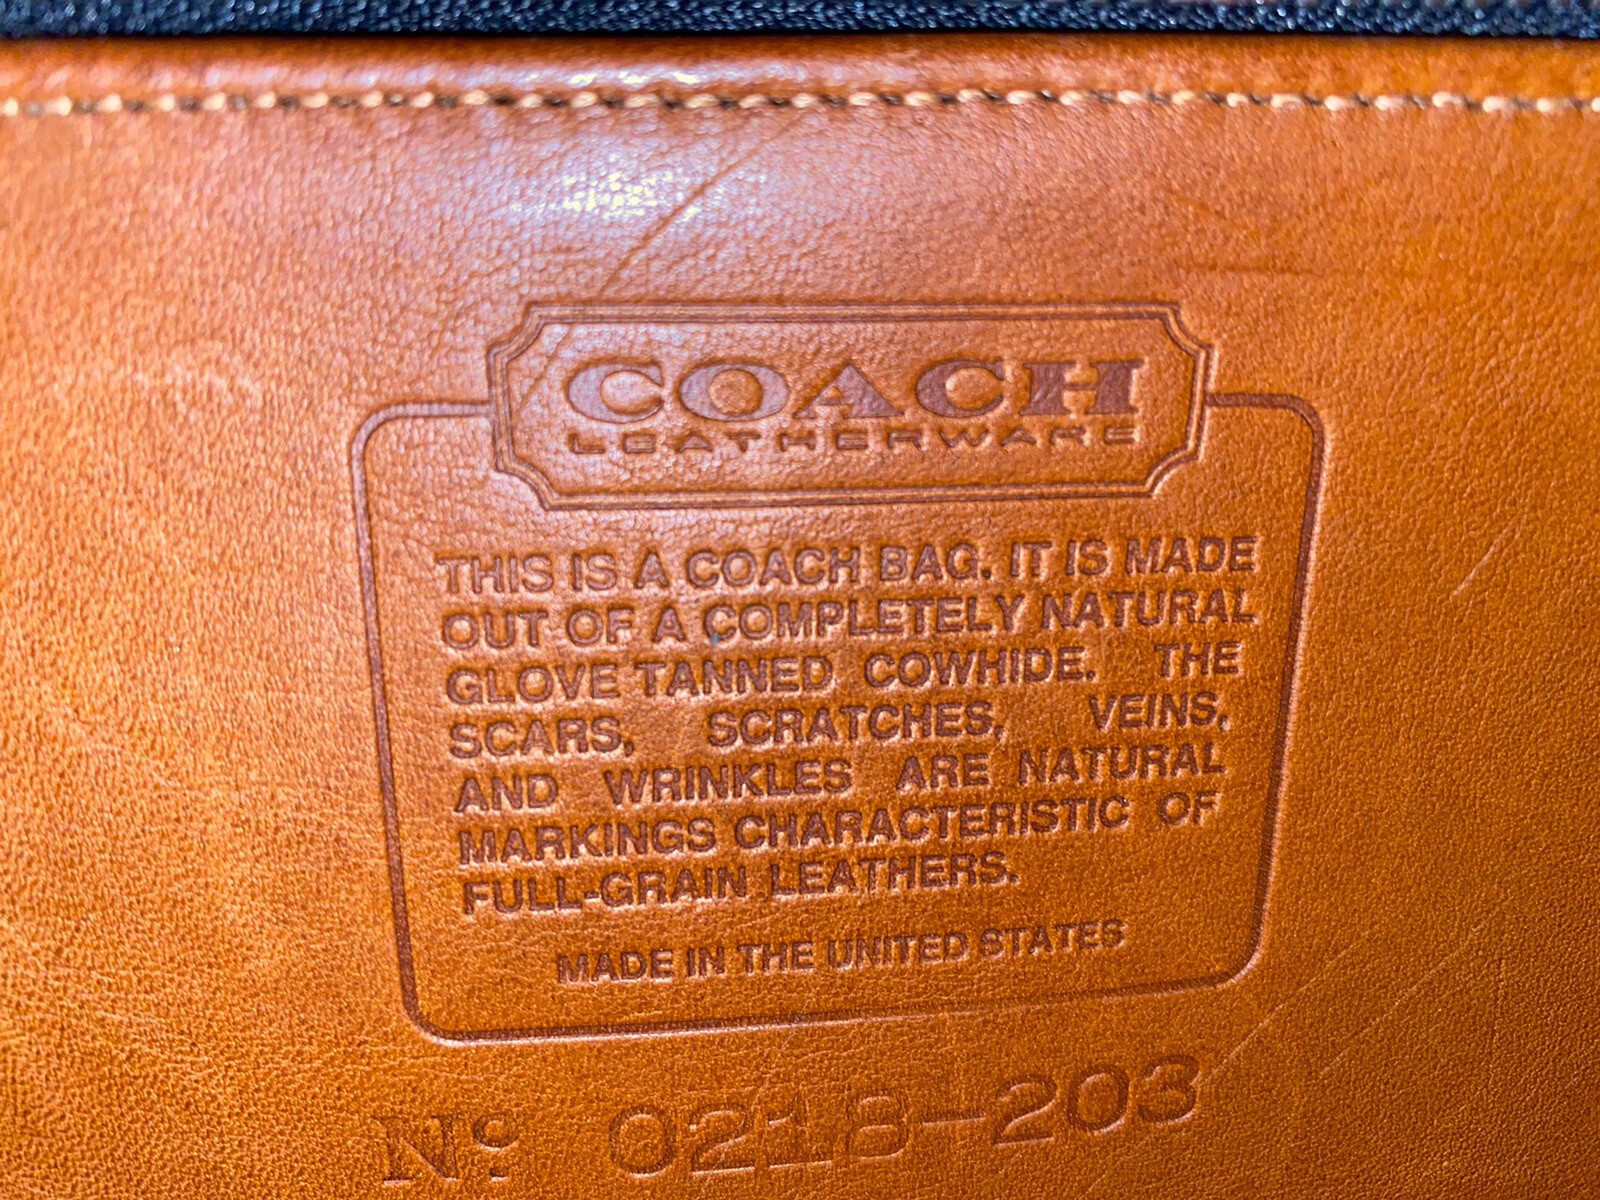 COACH
LEATHERWARE
THIS IS A COACH BAG. IT IS MADE
OUT OF A COMPLETELY NATURAL
GLOVE TANNED COWHIDE. THE
SCARS, SCRATCHES, VEINS,
AND WRINKLES ARE NATURAL
MARKINGS CHARACTERISTIC OF
FULL-GRAIN LEATHERS.
MADE IN THE UNITED STATES
Nº 0218-203